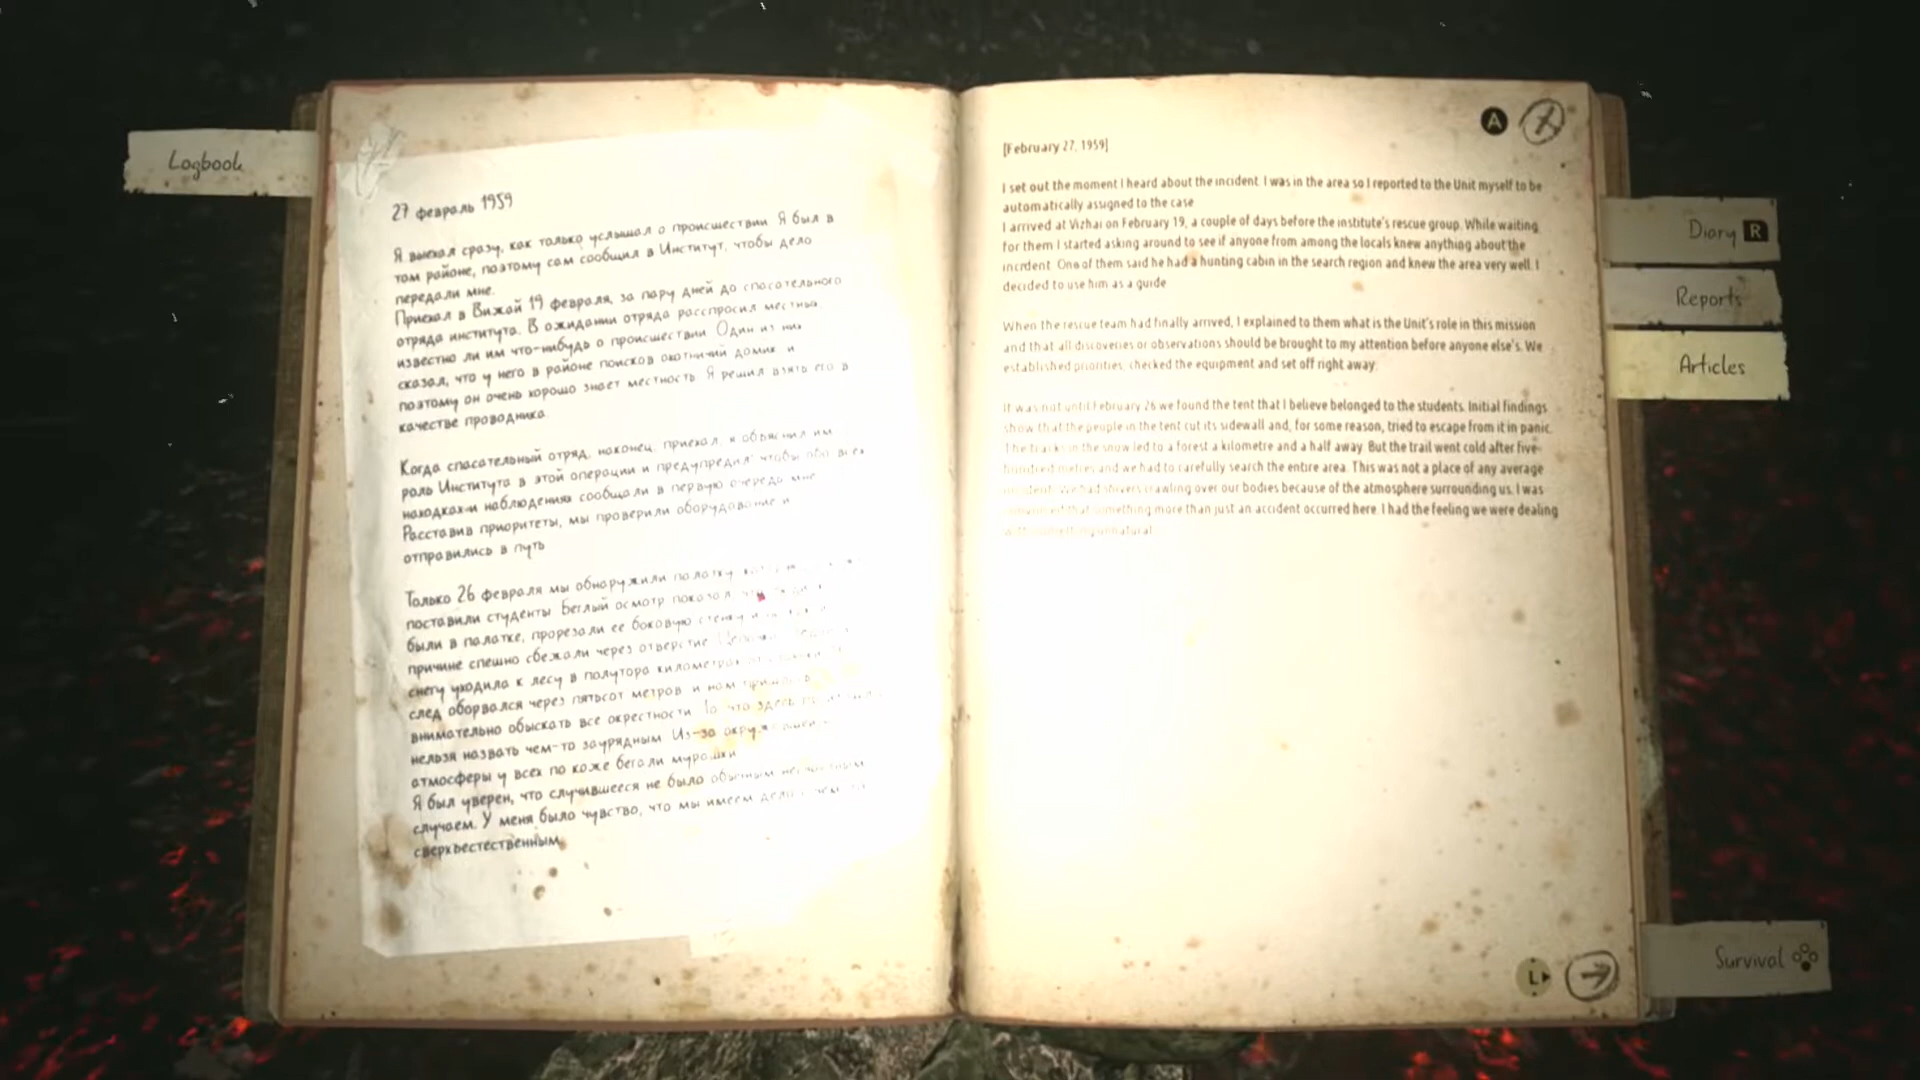 Logbook
27 февраль 1959
Я выехал сразу, как только услышал о происшествии Я был в
том районе, поэтому сам сообщил в Институт, чтобы дело
передали мне.
Приехал в Вижай 19 февраля, за пару дней до спасательного
отряда института. В ожидании отряда расспросил местных
известно ли им что-нибудь о происшествии Один из них
сказал, что у него в районе поисков охотничий домик и
поэтому он очень хорошо знает местность Я решил взять его в
качестве проводника.
Когда спасательный отряд, наконец, приехал, я объяснил им
роль Института в этой операции и предупредил чтобы обо всех
находках и наблюдениях сообщали в первую очередь мне
Расставив приоритеты, мы проверили оборудование и
отправились в путь
Только 26 февраля мы обнаружили палатку
поставили студенты Беглый осмотр показал
были в палатке, прорезали ее боковую стенку и
причине спешно сбежали через отверстие
снегу уходила к лесу в полутора километрах
след оборвался через пятьсот метров и нам
внимательно обыскать все окрестности То что здесь
нельзя назвать чем-то заурядным Из-за
атмосферы у всех по коже бегали мурашки
Я был уверен, что случившееся не было обычным несчастным
случаем. У меня было чувство, что мы имеем дело с чем-то
сверхъестественным.
A
[February 27, 1959]
I set out the moment I heard about the incident. I was in the area so I reported to the Unit myself to be
automatically assigned to the case
I arrived at Vizhai on February 19, a couple of days before the institute's rescue group. While waiting
for them I started asking around to see if anyone from among the locals knew anything about the
incident. One of them said he had a hunting cabin in the search region and knew the area very well. I
decided to use him as a guide
When the rescue team had finally arrived, I explained to them what is the Unit's role in this mission
and that all discoveries or observations should be brought to my attention before anyone else's. We
established priorities, checked the equipment and set off right away.
It was not until February 26 we found the tent that I believe belonged to the students. Initial findings
show that the people in the tent cut its sidewall and, for some reason, tried to escape from it in panic.
The tracks in the snow led to a forest a kilometre and a half away. But the trail went cold after five-
hundred metres and we had to carefully search the entire area. This was not a place of any average
incident. We had shivers crawling over our bodies because of the atmosphere surrounding us. I was
convinced that something more than just an accident occurred here. I had the feeling we were dealing
with something unnatural.
Diary R
Reports
Articles
L
Survival